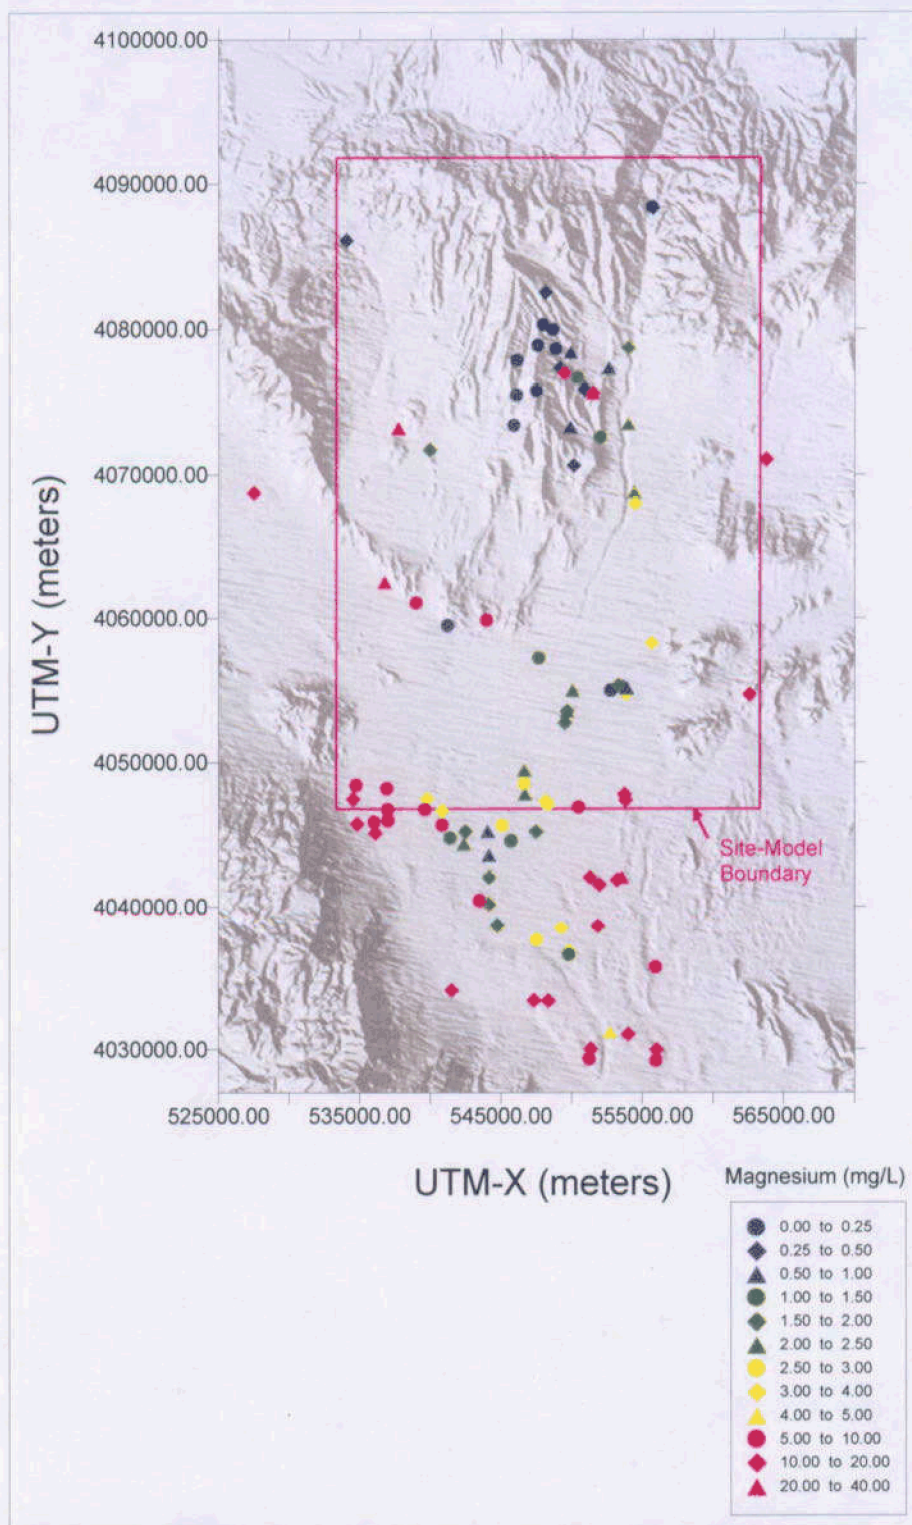 4100000.00
4090000.00
4080000.00
4070000.00
4060000.00
4050000.00
4040000.00
4030000.00
UTM-Y (meters)
Site-Model
Boundary
525000.00 535000.00 545000.00 555000.00 565000.00
UTM-X (meters)
Magnesium (mg/L)
0.00 to 0.25
0.25 to 0.50
0.50 to 1.00
1.00 to 1.50
1.50 to 2.00
2.00 to 2.50
2.50 to 3.00
3.00 to 4.00
4.00 to 5.00
5.00 to 10.00
10.00 to 20.00
20.00 to 40.00